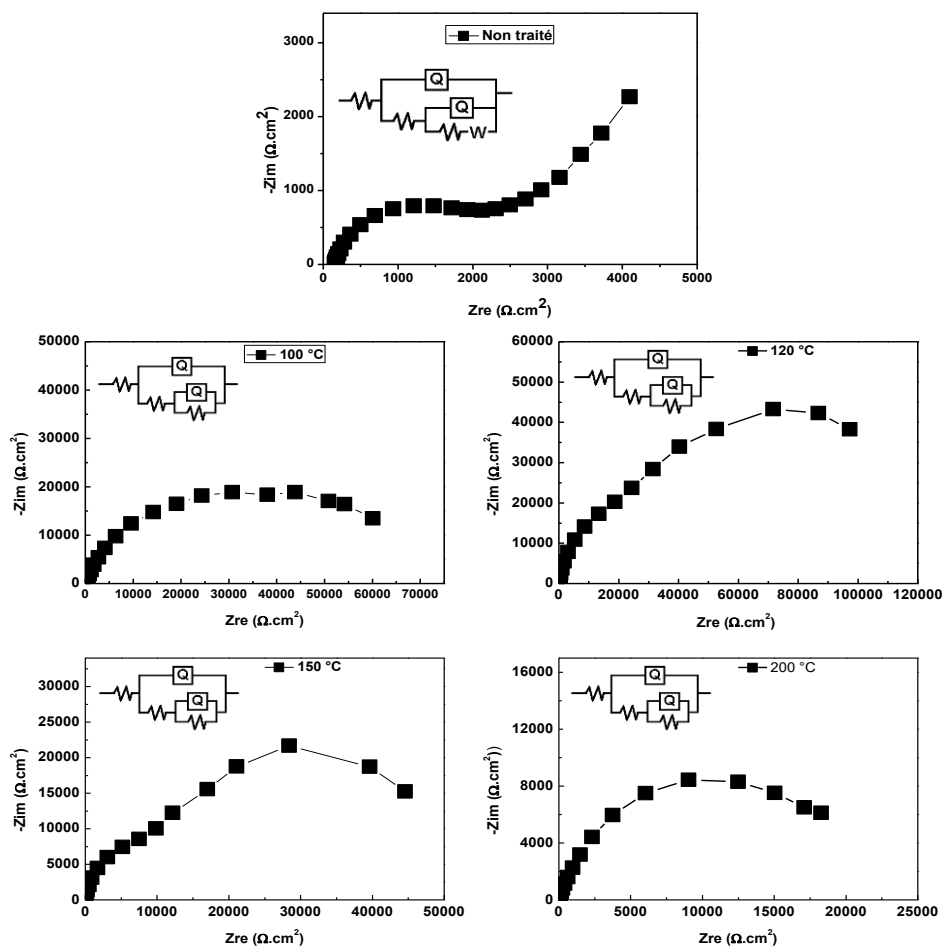 3000
2000
1000
0
-Zim (Ω.cm²)
Non traité
Q
Q
W
0 1000 2000 3000 4000 5000
Zre (Ω.cm²)
50000
40000
30000
20000
10000
0
-Zim (Ω.cm²)
100 °C
Q
Q
0 10000 20000 30000 40000 50000 60000 70000
Zre (Ω.cm²)
60000
50000
40000
30000
20000
10000
0
-Zim (Ω.cm²)
120 °C
Q
Q
0 20000 40000 60000 80000 100000 120000
Zre (Ω.cm²)
30000
25000
20000
15000
10000
5000
0
-Zim (Ω.cm²)
150 °C
Q
Q
0 10000 20000 30000 40000 50000
Zre (Ω.cm²)
16000
12000
8000
4000
0
-Zim (Ω.cm²))
200 °C
Q
Q
0 5000 10000 15000 20000 25000
Zre (Ω.cm²)